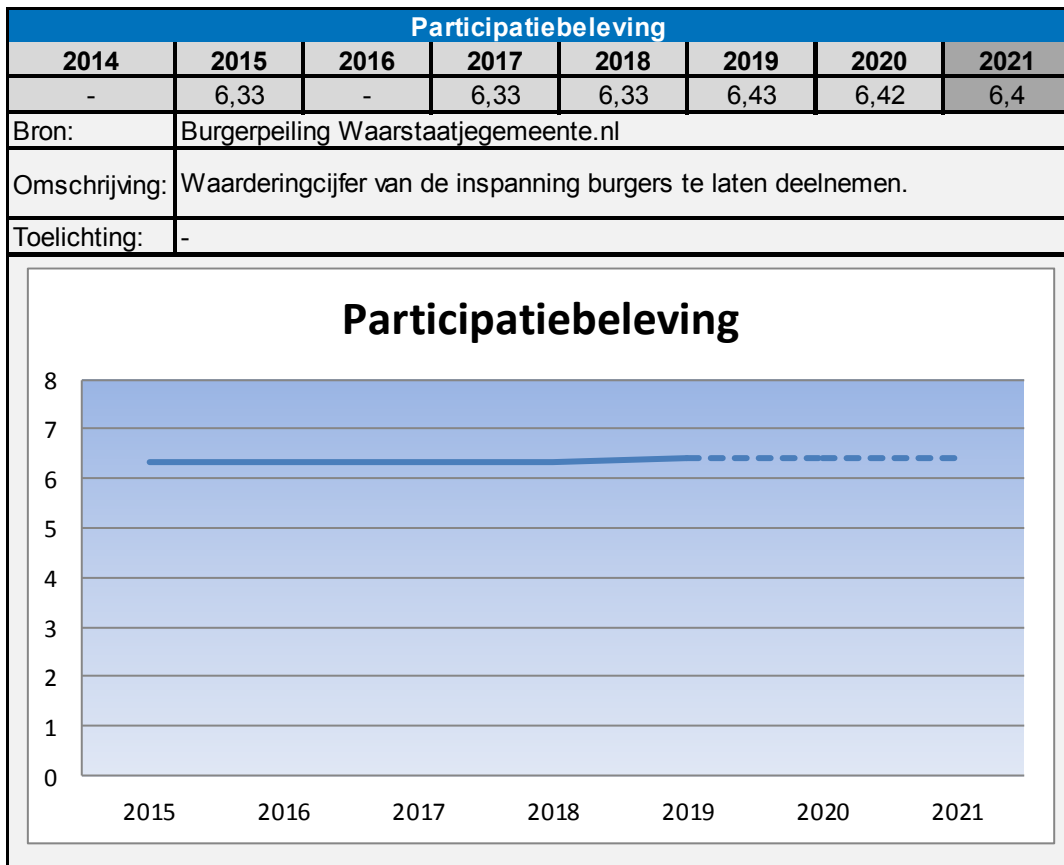 Participatiebeleving
2014 2015 2016 2017 2018 2019 2020 2021
- 6,33 - 6,33 6,33 6,43 6,42 6,4
Bron: Burgerpeiling Waarstaatjegemeente.nl
Omschrijving: Waarderingcijfer van de inspanning burgers te laten deelnemen.
Toelichting: -
Participatiebeleving
8
7
6
5
4
3
2
1
0
2015 2016 2017 2018 2019 2020 2021